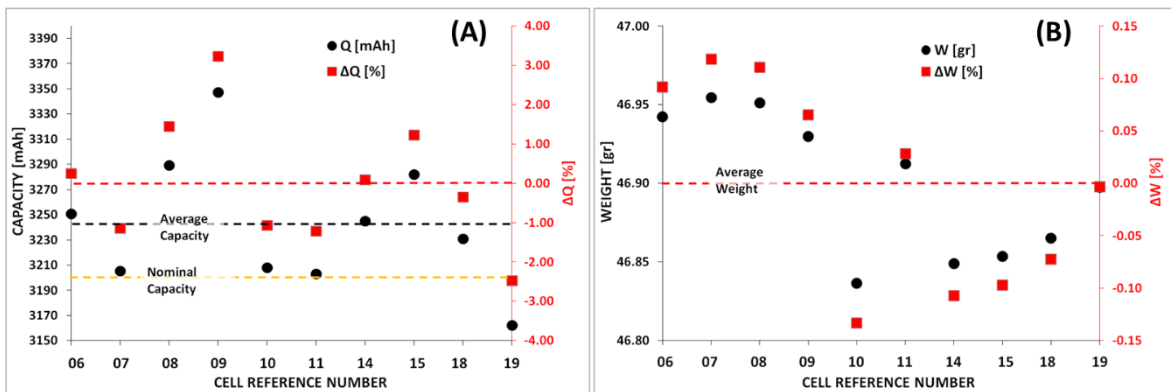 (A)
Q [mAh]
ΔQ [%]
CAPACITY [mAh]
3390
3370
3350
3330
3310
3290
3270
3250
3230
3210
3190
3170
3150
4.00
3.00
2.00
1.00
0.00
-1.00
-2.00
-3.00
-4.00
ΔQ [%]
Average
Capacity
Nominal
Capacity
06 07 08 09 10 11 14 15 18 19
CELL REFERENCE NUMBER
(B)
W [gr]
ΔW [%]
WEIGHT [gr]
47.00
46.95
46.90
46.85
46.80
0.15
0.10
0.05
0.00
-0.05
-0.10
-0.15
ΔW [%]
Average
Weight
06 07 08 09 10 11 14 15 18 19
CELL REFERENCE NUMBER